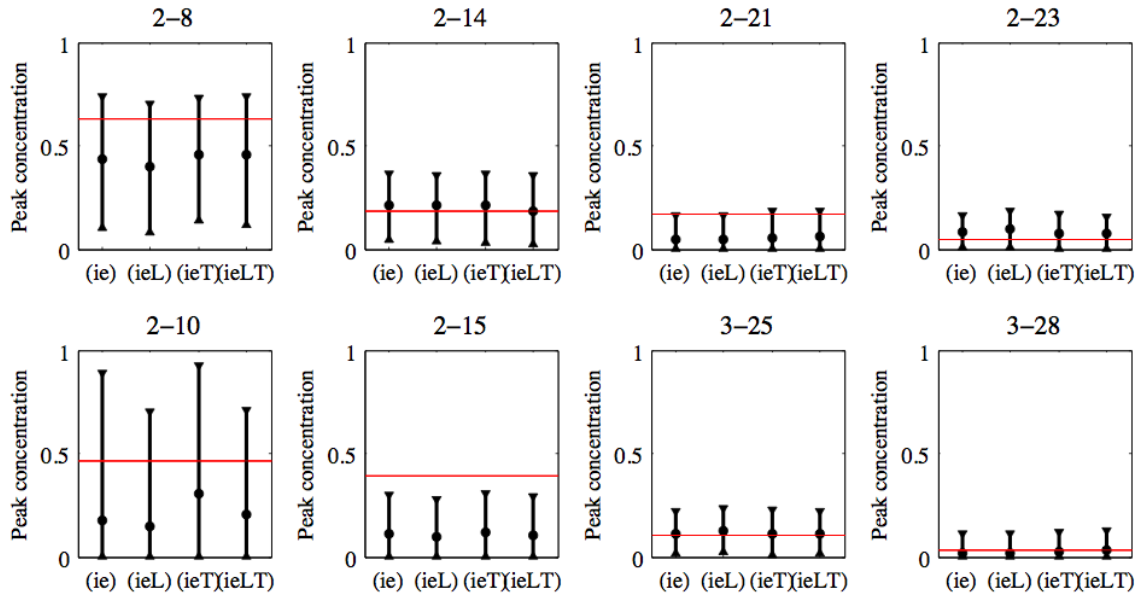 2–8 2–14 2–21 2–23
Peak concentration Peak concentration Peak concentration Peak concentration
1 1 1 1
0.5 0.5 0.5 0.5
0 0 0 0
(ie) (ieL) (ieT)(ieLT) (ie) (ieL) (ieT)(ieLT) (ie) (ieL) (ieT)(ieLT) (ie) (ieL) (ieT)(ieLT)
2–10 2–15 3–25 3–28
Peak concentration Peak concentration Peak concentration Peak concentration
1 1 1 1
0.5 0.5 0.5 0.5
0 0 0 0
(ie) (ieL) (ieT)(ieLT) (ie) (ieL) (ieT)(ieLT) (ie) (ieL) (ieT)(ieLT) (ie) (ieL) (ieT)(ieLT)